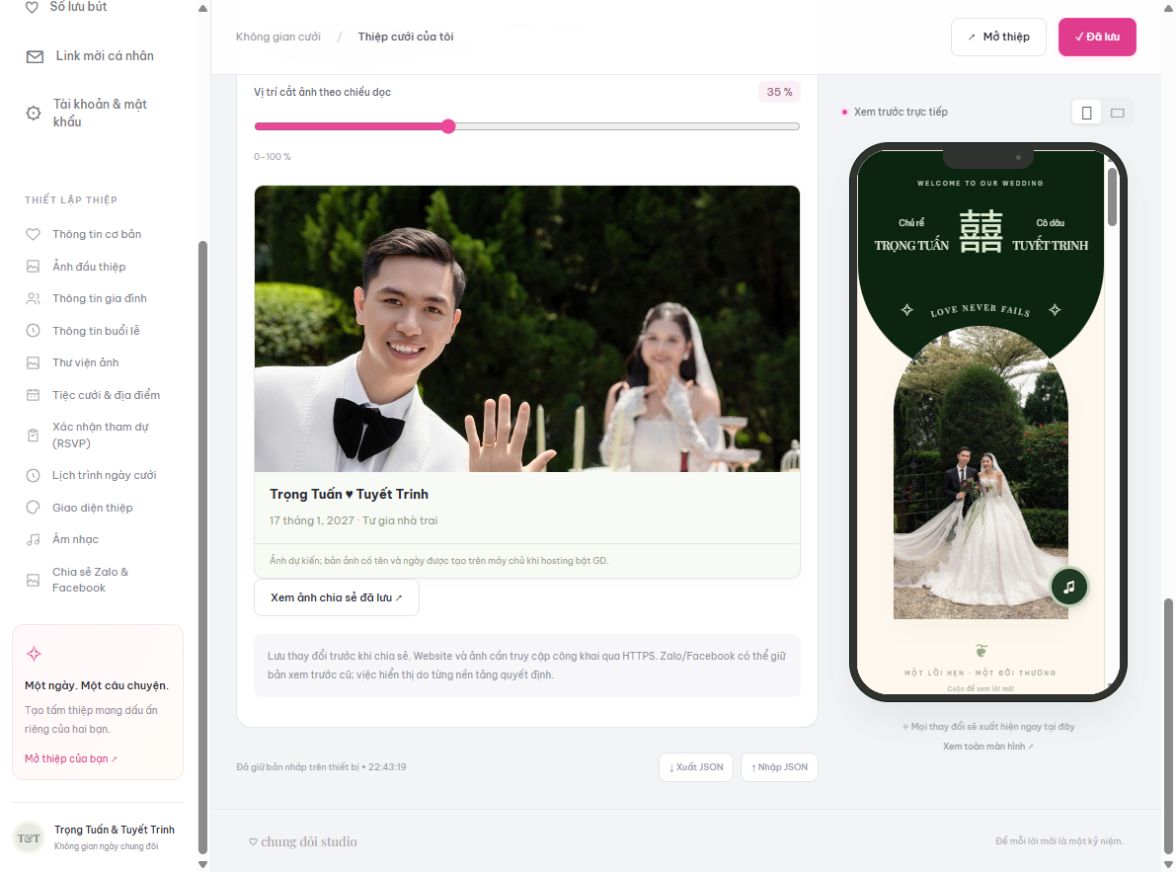 Sổ lưu bút
Link mời cá nhân
Tài khoản & mật
khẩu
THIẾT LẬP THIỆP
Thông tin cơ bản
Ảnh đầu thiệp
Thông tin gia đình
Thông tin buổi lễ
Thư viện ảnh
Tiệc cưới & địa điểm
Xác nhận tham dự
(RSVP)
Lịch trình ngày cưới
Giao diện thiệp
Âm nhạc
Chia sẻ Zalo &
Facebook
Một ngày. Một câu chuyện.
Tạo tấm thiệp mang dấu ấn
riêng của hai bạn.
Mở thiệp của bạn ↗
T&T
Trọng Tuấn & Tuyết Trinh
Không gian ngày chung đôi
Không gian cưới / Thiệp cưới của tôi
↗ Mở thiệp
✓ Đã lưu
Vị trí cắt ảnh theo chiều dọc
35 %
0–100 %
Trọng Tuấn ♥ Tuyết Trinh
17 tháng 1, 2027 · Tư gia nhà trai
Ảnh dự kiến; bản ảnh có tên và ngày được tạo trên máy chủ khi hosting bật GD.
Xem ảnh chia sẻ đã lưu ↗
Lưu thay đổi trước khi chia sẻ. Website và ảnh cần truy cập công khai qua HTTPS. Zalo/Facebook có thể giữ
bản xem trước cũ; việc hiển thị do từng nền tảng quyết định.
Đã giữ bản nháp trên thiết bị • 22:43:19
↓ Xuất JSON
↑ Nhập JSON
Xem trước trực tiếp
WELCOME TO OUR WEDDING
Chú rể
TRỌNG TUẤN
囍
Cô dâu
TUYẾT TRINH
LOVE NEVER FAILS
MỘT LỜI HẸN · MỘT ĐỜI THƯƠNG
Cuộn để xem lời mời
✧ Mọi thay đổi sẽ xuất hiện ngay tại đây
Xem toàn màn hình ↗
♡ chung đôi studio
Để mỗi lời mời là một kỷ niệm.